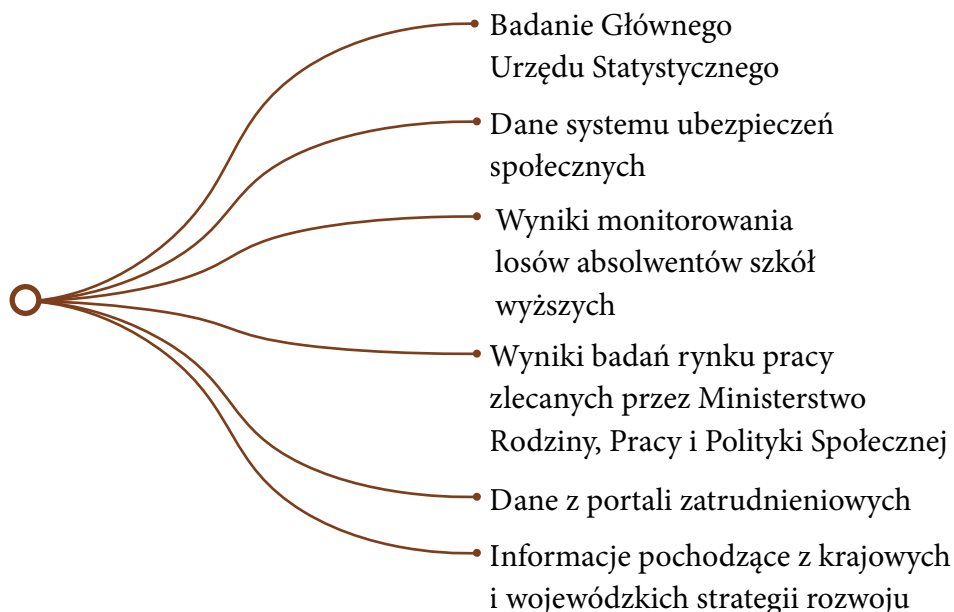 Badanie Głównego
Urzędu Statystycznego
Dane systemu ubezpieczeń
społecznych
Wyniki monitorowania
losów absolwentów szkół
wyższych
Wyniki badań rynku pracy
zlecanych przez Ministerstwo
Rodziny, Pracy i Polityki Społecznej
Dane z portali zatrudnieniowych
Informacje pochodzące z krajowych
i wojewódzkich strategii rozwoju